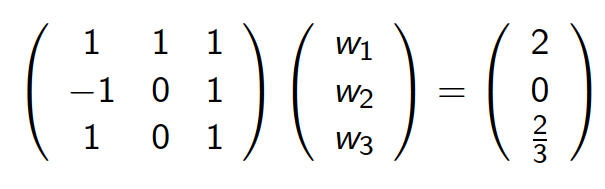 1 1 1 w₁ 2
−1 0 1 w₂ = 0
1 0 1 w₃ 2/3